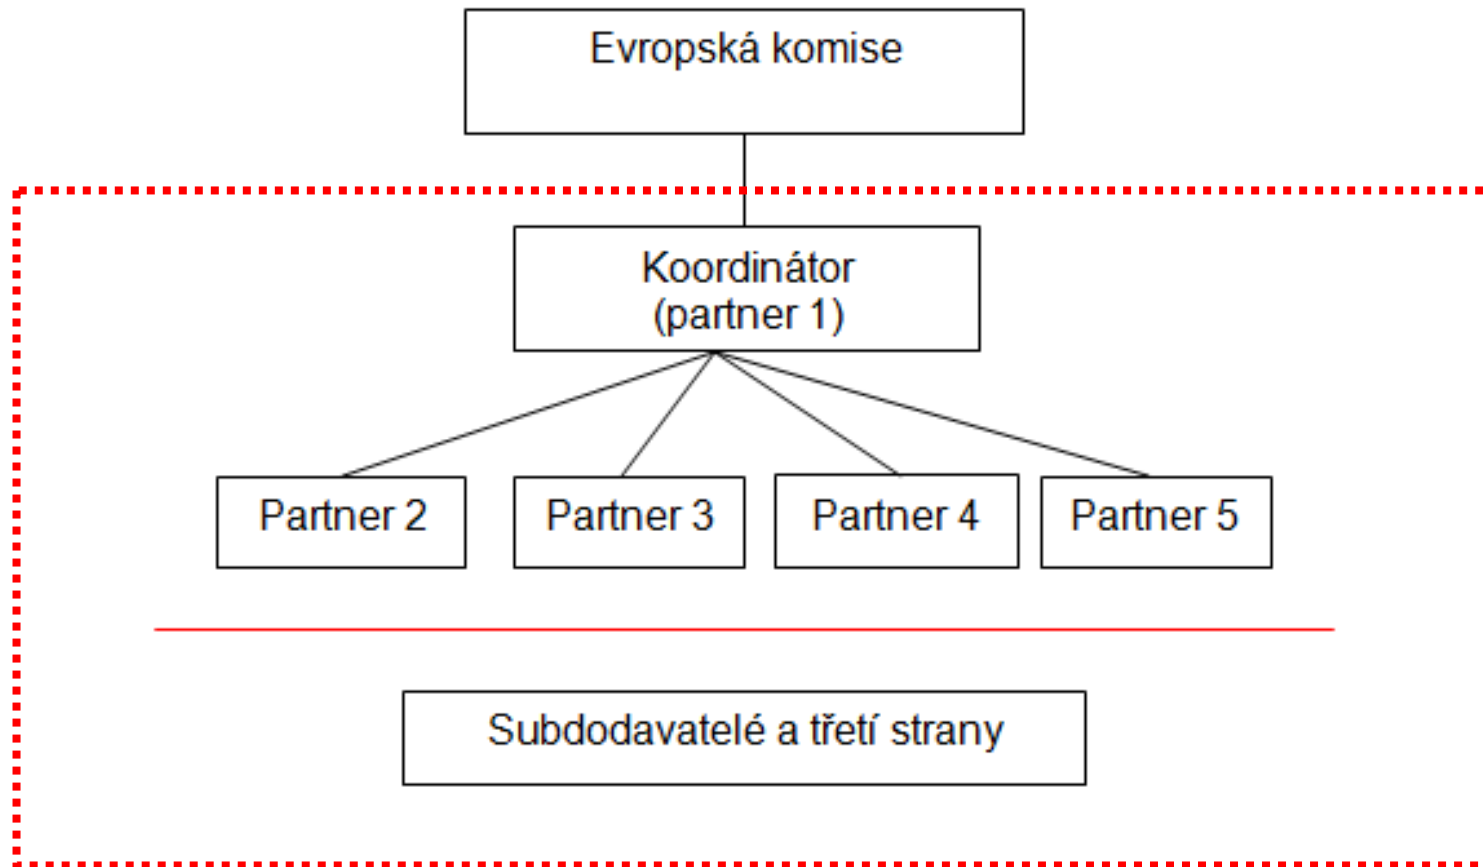 Evropská komise
Koordinátor
(partner 1)
Partner 2
Partner 3
Partner 4
Partner 5
Subdodavatelé a třetí strany